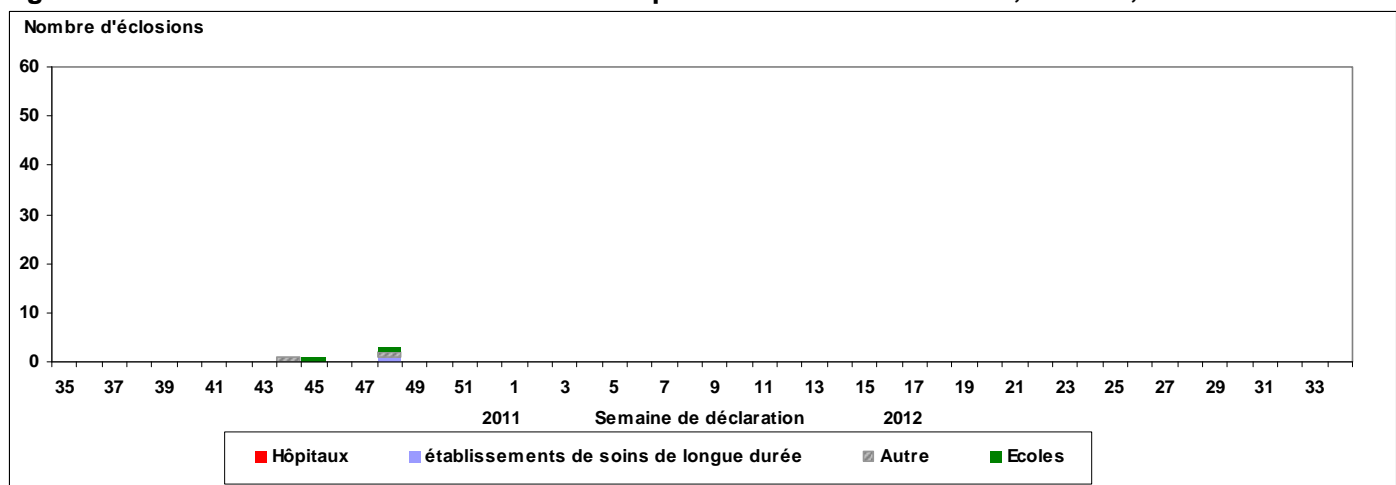 Nombre d'éclosions
60
50
40
30
20
10
0
35 37 39 41 43 45 47 49 51 1 3 5 7 9 11 13 15 17 19 21 23 25 27 29 31 33
2011 Semaine de déclaration 2012
Hôpitaux établissements de soins de longue durée Autre Ecoles